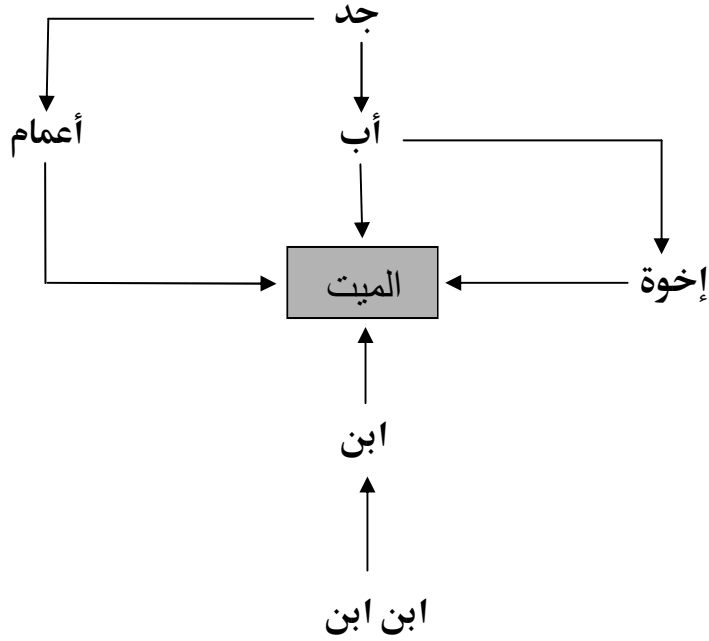 جد
أب
أعمام
الميت
إخوة
ابن
ابن ابن